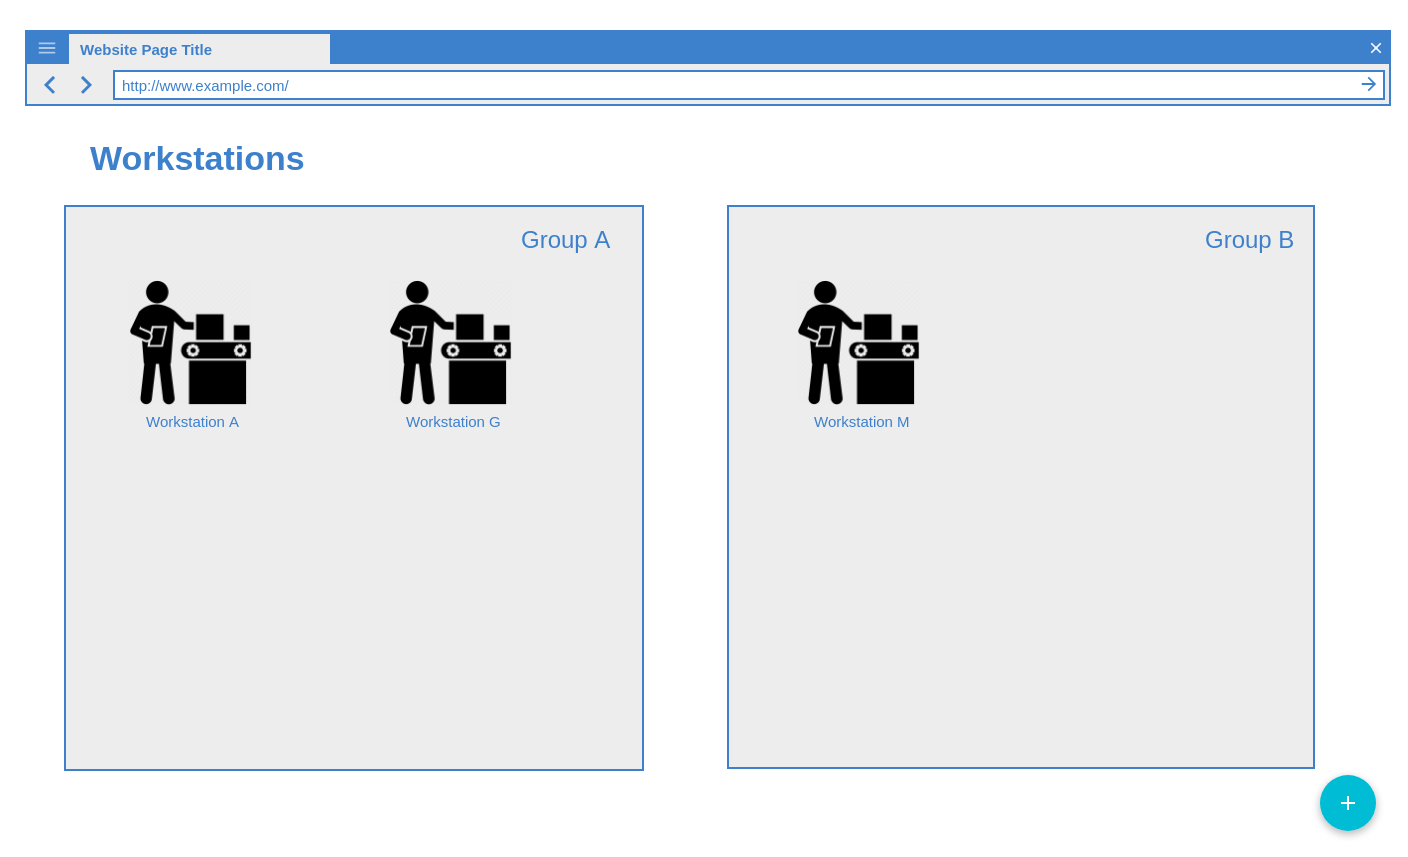 Website Page Title
http://www.example.com/
Workstations
Group A
Workstation A
Workstation G
Group B
Workstation M